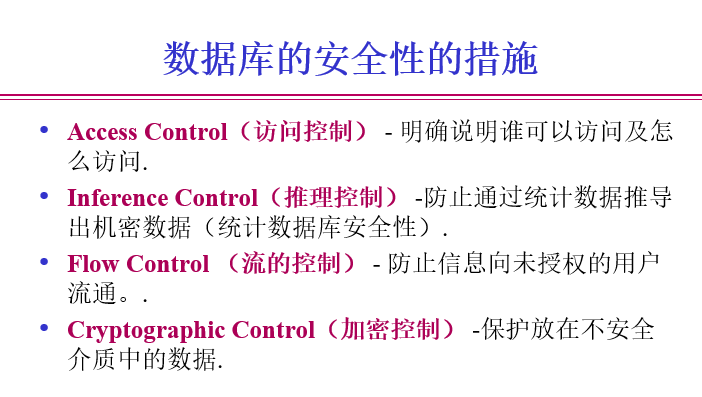 数据库的安全性的措施
• Access Control（访问控制） - 明确说明谁可以访问及怎
么访问.
• Inference Control（推理控制） -防止通过统计数据推导
出机密数据（统计数据库安全性）.
• Flow Control （流的控制） - 防止信息向未授权的用户
流通。.
• Cryptographic Control（加密控制） -保护放在不安全
介质中的数据.